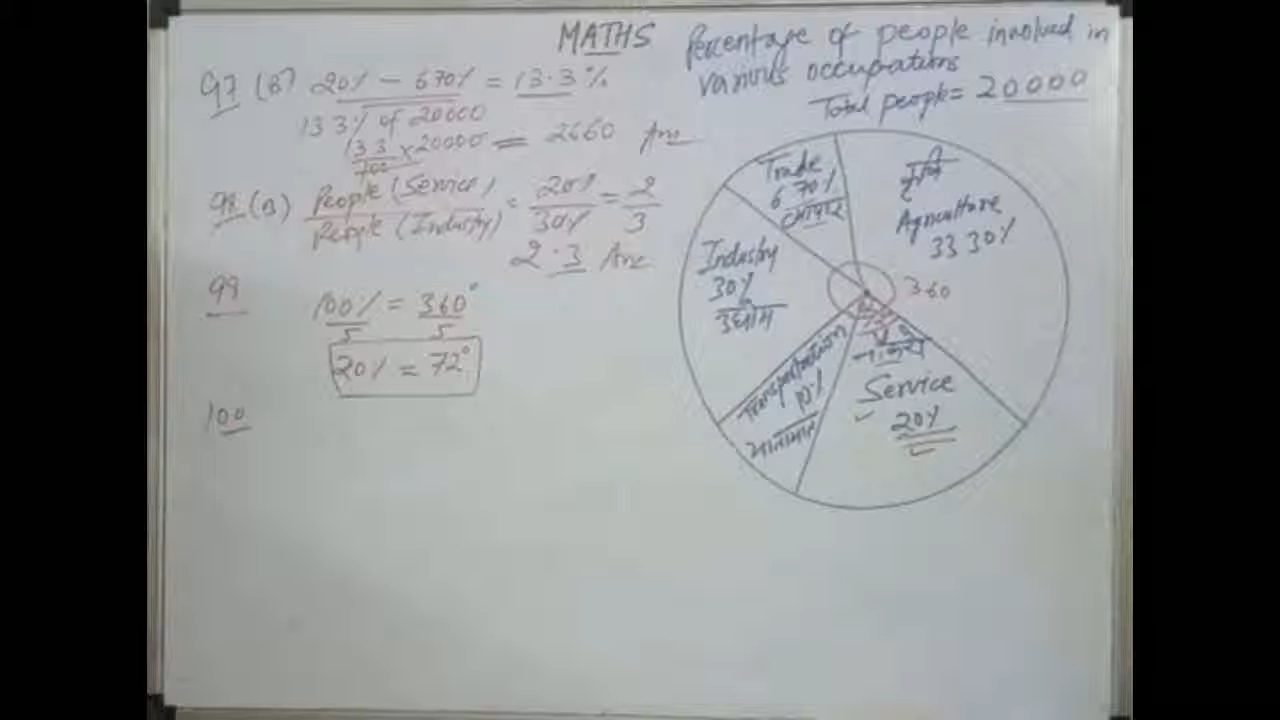 MATHS
Percentage of people involved in
various occupations
Total people = 20000
97 (B) 20% - 6.70% = 13.3%
13.3% of 20000
13.3/100 × 20000 = 2660 Ans
98 (B) People (Service) / People (Industry) = 20% / 30% = 2/3
2:3 Ans
99
100%/5 = 360°/5
20% = 72°
100
Trade
6.70%
व्यापार
कृषि
Agriculture
33.30%
Industry
30%
उद्योग
360
Transportation
10%
यातायात
Service
20%